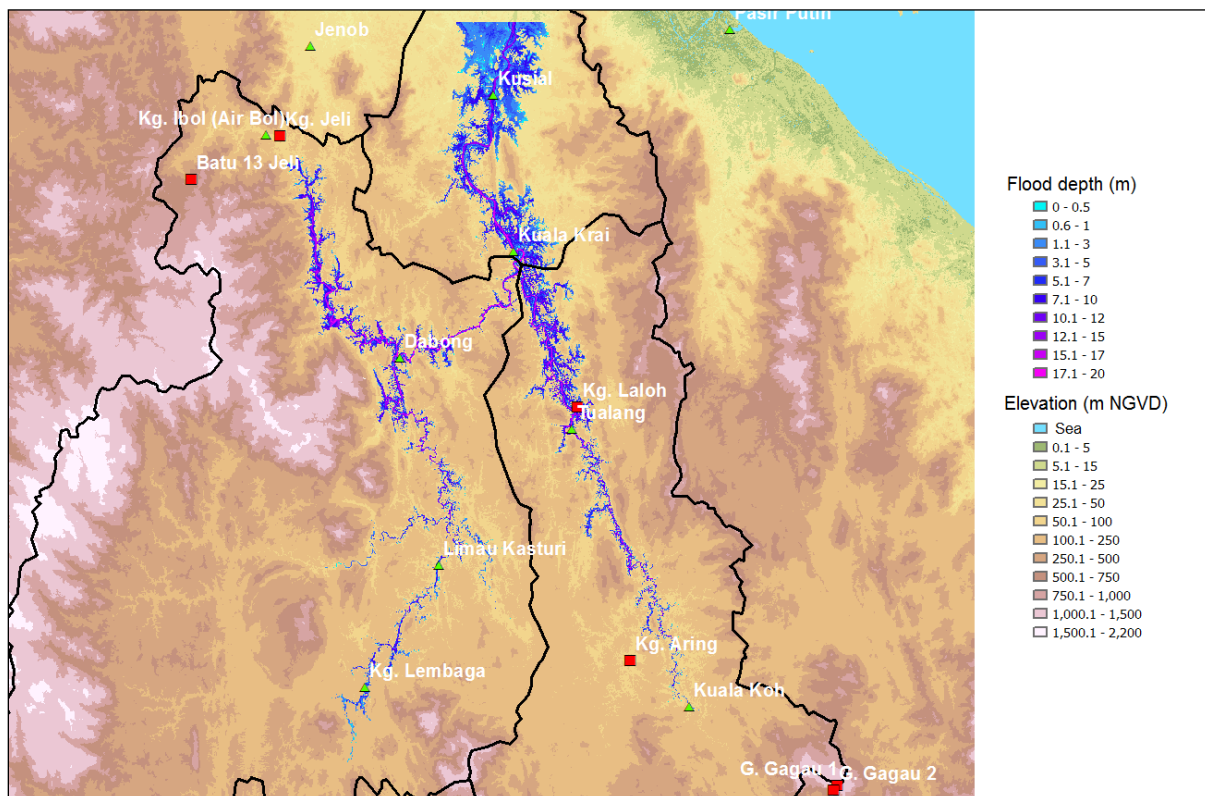 Pasir Putih
Jenob
Kusial
Kg. Ibol (Air Bol)
Kg. Jeli
Batu 13 Jeli
Kuala Krai
Dabong
Kg. Laloh
Tualang
Limau Kasturi
Kg. Aring
Kg. Lembaga
Kuala Koh
G. Gagau 1
G. Gagau 2
Flood depth (m)
0 - 0.5
0.6 - 1
1.1 - 3
3.1 - 5
5.1 - 7
7.1 - 10
10.1 - 12
12.1 - 15
15.1 - 17
17.1 - 20
Elevation (m NGVD)
Sea
0.1 - 5
5.1 - 15
15.1 - 25
25.1 - 50
50.1 - 100
100.1 - 250
250.1 - 500
500.1 - 750
750.1 - 1,000
1,000.1 - 1,500
1,500.1 - 2,200